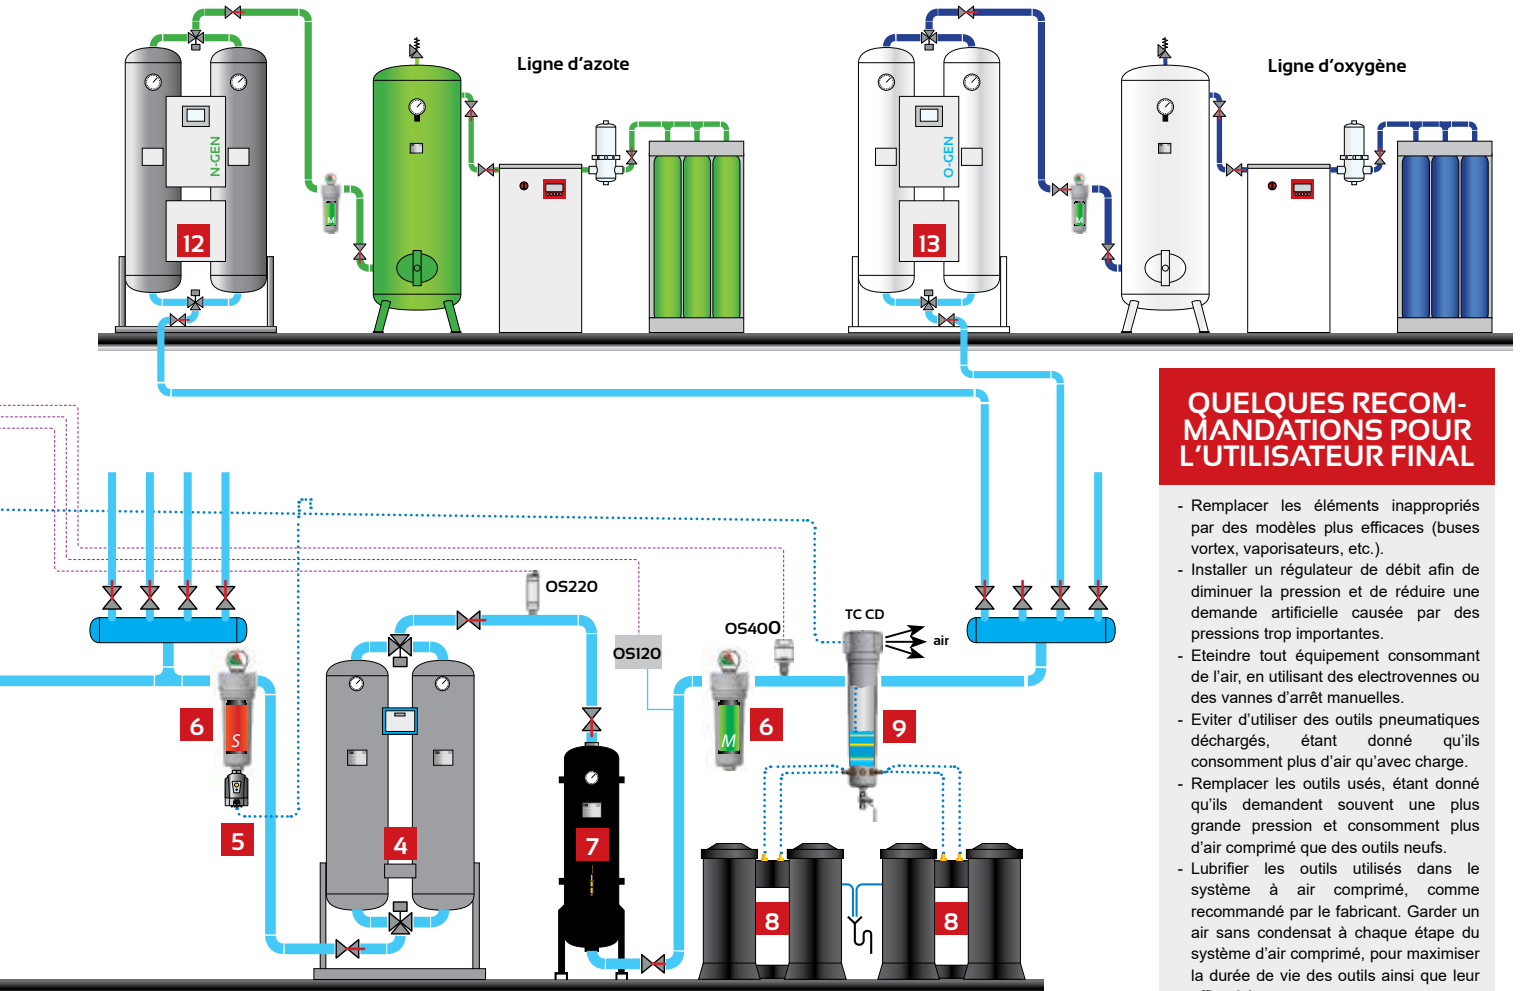 Ligne d'azote
Ligne d'oxygène
N-GEN
O-GEN
M
M
12
13
QUELQUES RECOM-
MANDATIONS POUR
L'UTILISATEUR FINAL
- Remplacer les éléments inappropriés
par des modèles plus efficaces (buses
vortex, vaporisateurs, etc.).
- Installer un régulateur de débit afin de
diminuer la pression et de réduire une
demande artificielle causée par des
pressions trop importantes.
- Eteindre tout équipement consommant
de l'air, en utilisant des electrovennes ou
des vannes d'arrêt manuelles.
- Eviter d'utiliser des outils pneumatiques
déchargés, étant donné qu'ils
consomment plus d'air qu'avec charge.
- Remplacer les outils usés, étant donné
qu'ils demandent souvent une plus
grande pression et consomment plus
d'air comprimé que des outils neufs.
- Lubrifier les outils utilisés dans le
système à air comprimé, comme
recommandé par le fabricant. Garder un
air sans condensat à chaque étape du
système d'air comprimé, pour maximiser
la durée de vie des outils ainsi que leur
OS220
TC CD
OS400
air
OS120
6
S
M
6
9
5
4
7
8
8